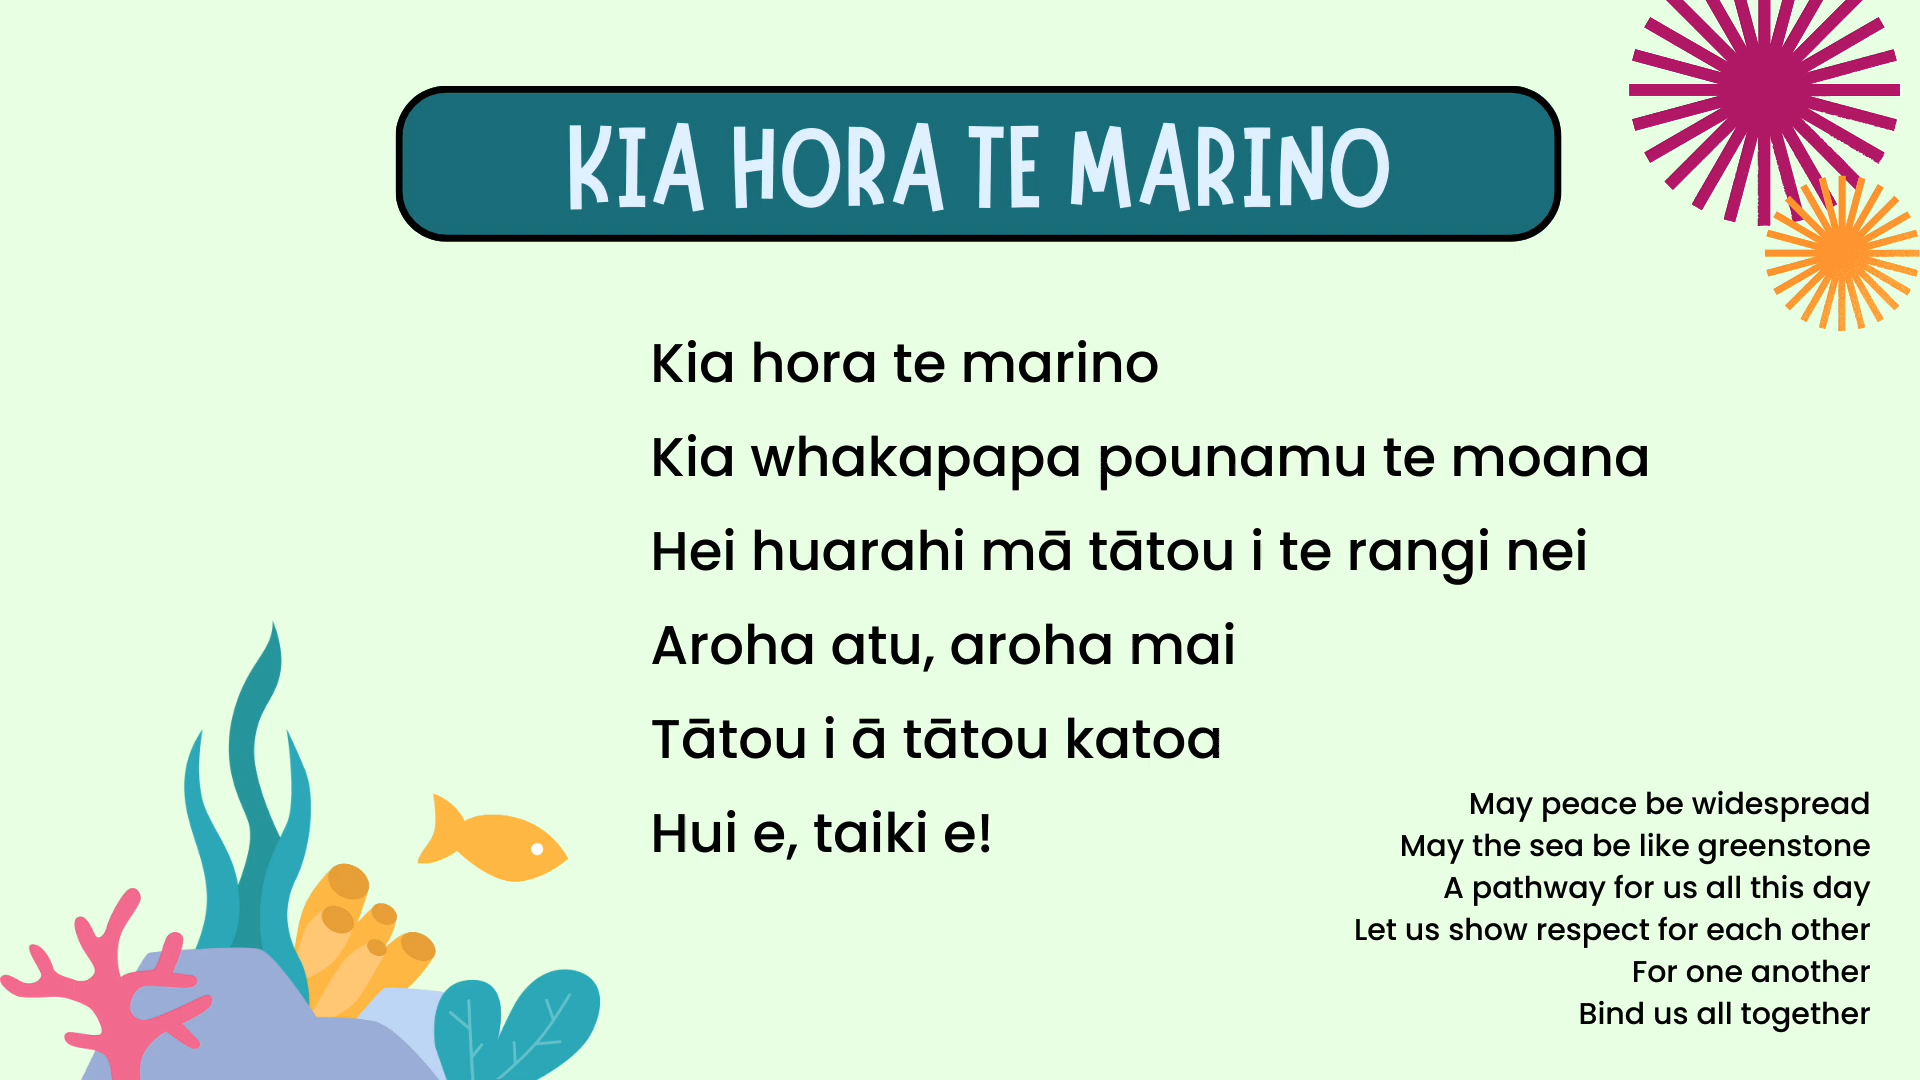 KIA HORA TE MARINO
Kia hora te marino
Kia whakapapa pounamu te moana
Hei huarahi mā tātou i te rangi nei
Aroha atu, aroha mai
Tātou i ā tātou katoa
Hui e, taiki e!
May peace be widespread
May the sea be like greenstone
A pathway for us all this day
Let us show respect for each other
For one another
Bind us all together